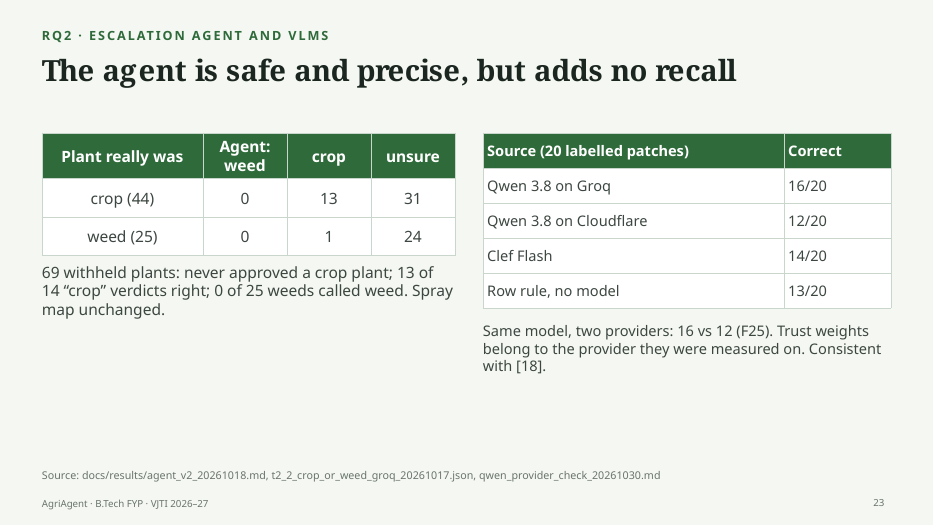 RQ2 · ESCALATION AGENT AND VLMS
The agent is safe and precise, but adds no recall
Plant really was Agent: weed crop unsure
crop (44) 0 13 31
weed (25) 0 1 24
69 withheld plants: never approved a crop plant; 13 of
14 “crop” verdicts right; 0 of 25 weeds called weed. Spray
map unchanged.
Source (20 labelled patches) Correct
Qwen 3.8 on Groq 16/20
Qwen 3.8 on Cloudflare 12/20
Clef Flash 14/20
Row rule, no model 13/20
Same model, two providers: 16 vs 12 (F25). Trust weights
belong to the provider they were measured on. Consistent
with [18].
Source: docs/results/agent_v2_20261018.md, t2_2_crop_or_weed_groq_20261017.json, qwen_provider_check_20261030.md
AgriAgent · B.Tech FYP · VJTI 2026–27
23